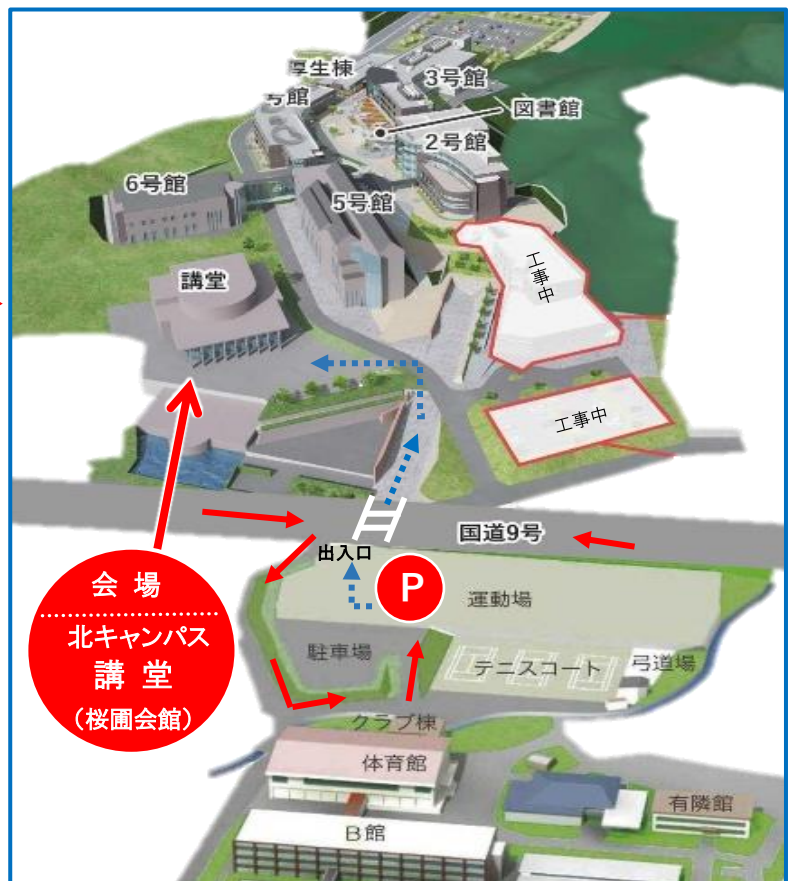 厚生棟
号館
3号館
図書館
2号館
6号館
5号館
講堂
工事中
工事中
国道9号
出入口
P
運動場
会場
北キャンパス
講堂
（桜圃会館）
駐車場
テニスコート
弓道場
クラブ棟
体育館
有隣館
B館